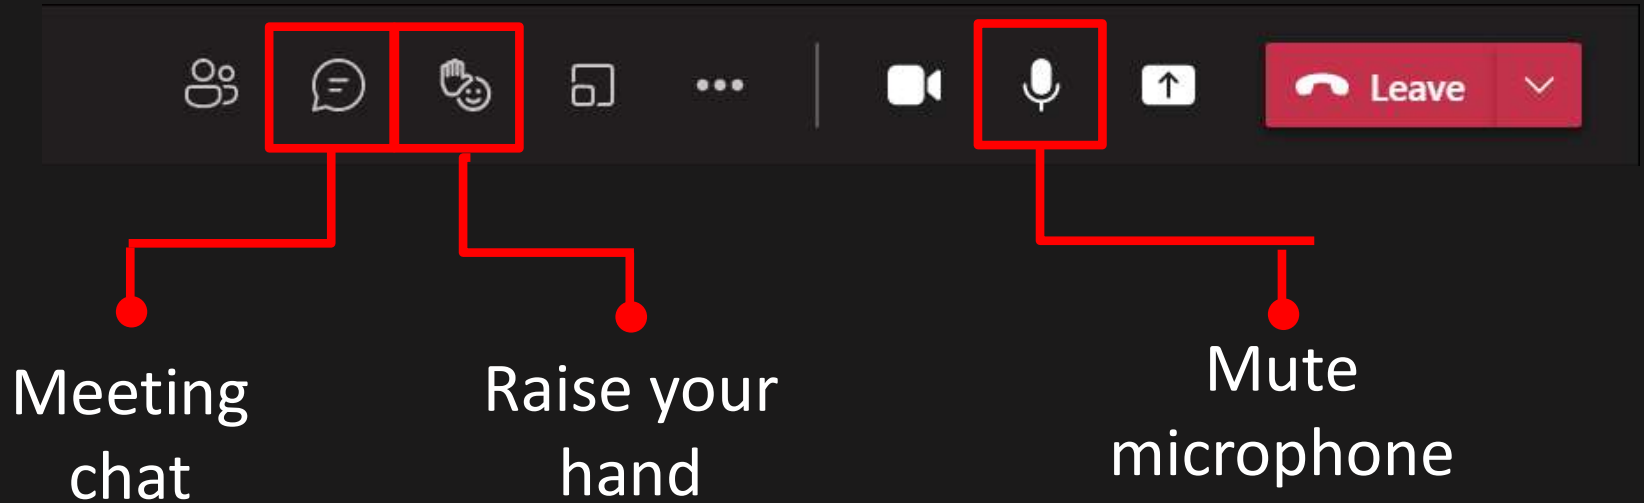 Leave
Meeting
chat
Raise your
hand
Mute
microphone